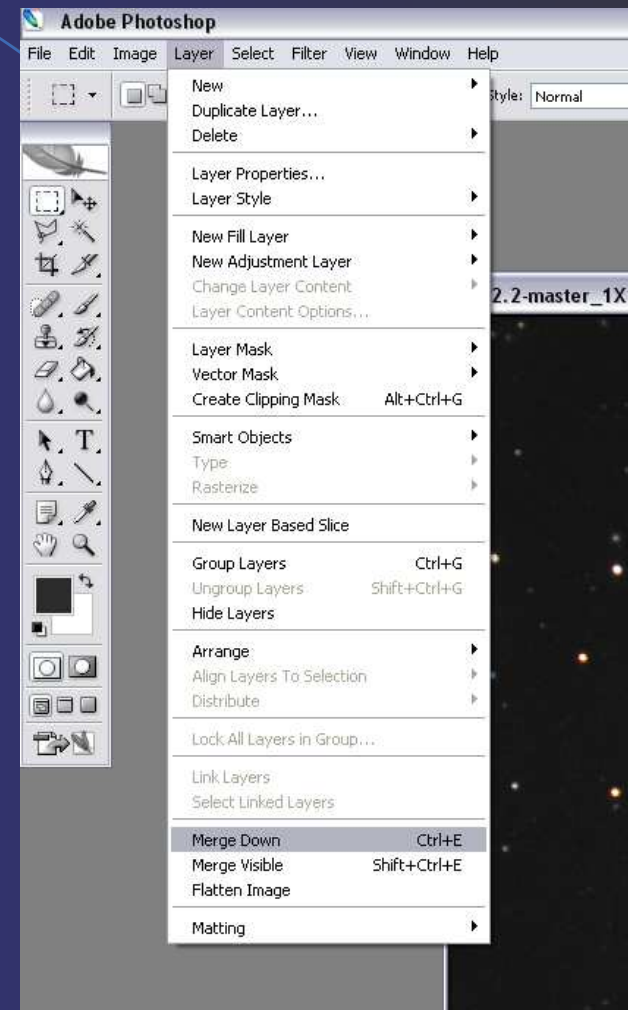 Adobe Photoshop
File Edit Image Layer Select Filter View Window Help
Style: Normal
New
Duplicate Layer...
Delete
Layer Properties...
Layer Style
New Fill Layer
New Adjustment Layer
Change Layer Content
Layer Content Options...
2.2-master_1X
Layer Mask
Vector Mask
Create Clipping Mask Alt+Ctrl+G
Smart Objects
Type
Rasterize
New Layer Based Slice
Group Layers Ctrl+G
Ungroup Layers Shift+Ctrl+G
Hide Layers
Arrange
Align Layers To Selection
Distribute
Lock All Layers in Group...
Link Layers
Select Linked Layers
Merge Down Ctrl+E
Merge Visible Shift+Ctrl+E
Flatten Image
Matting